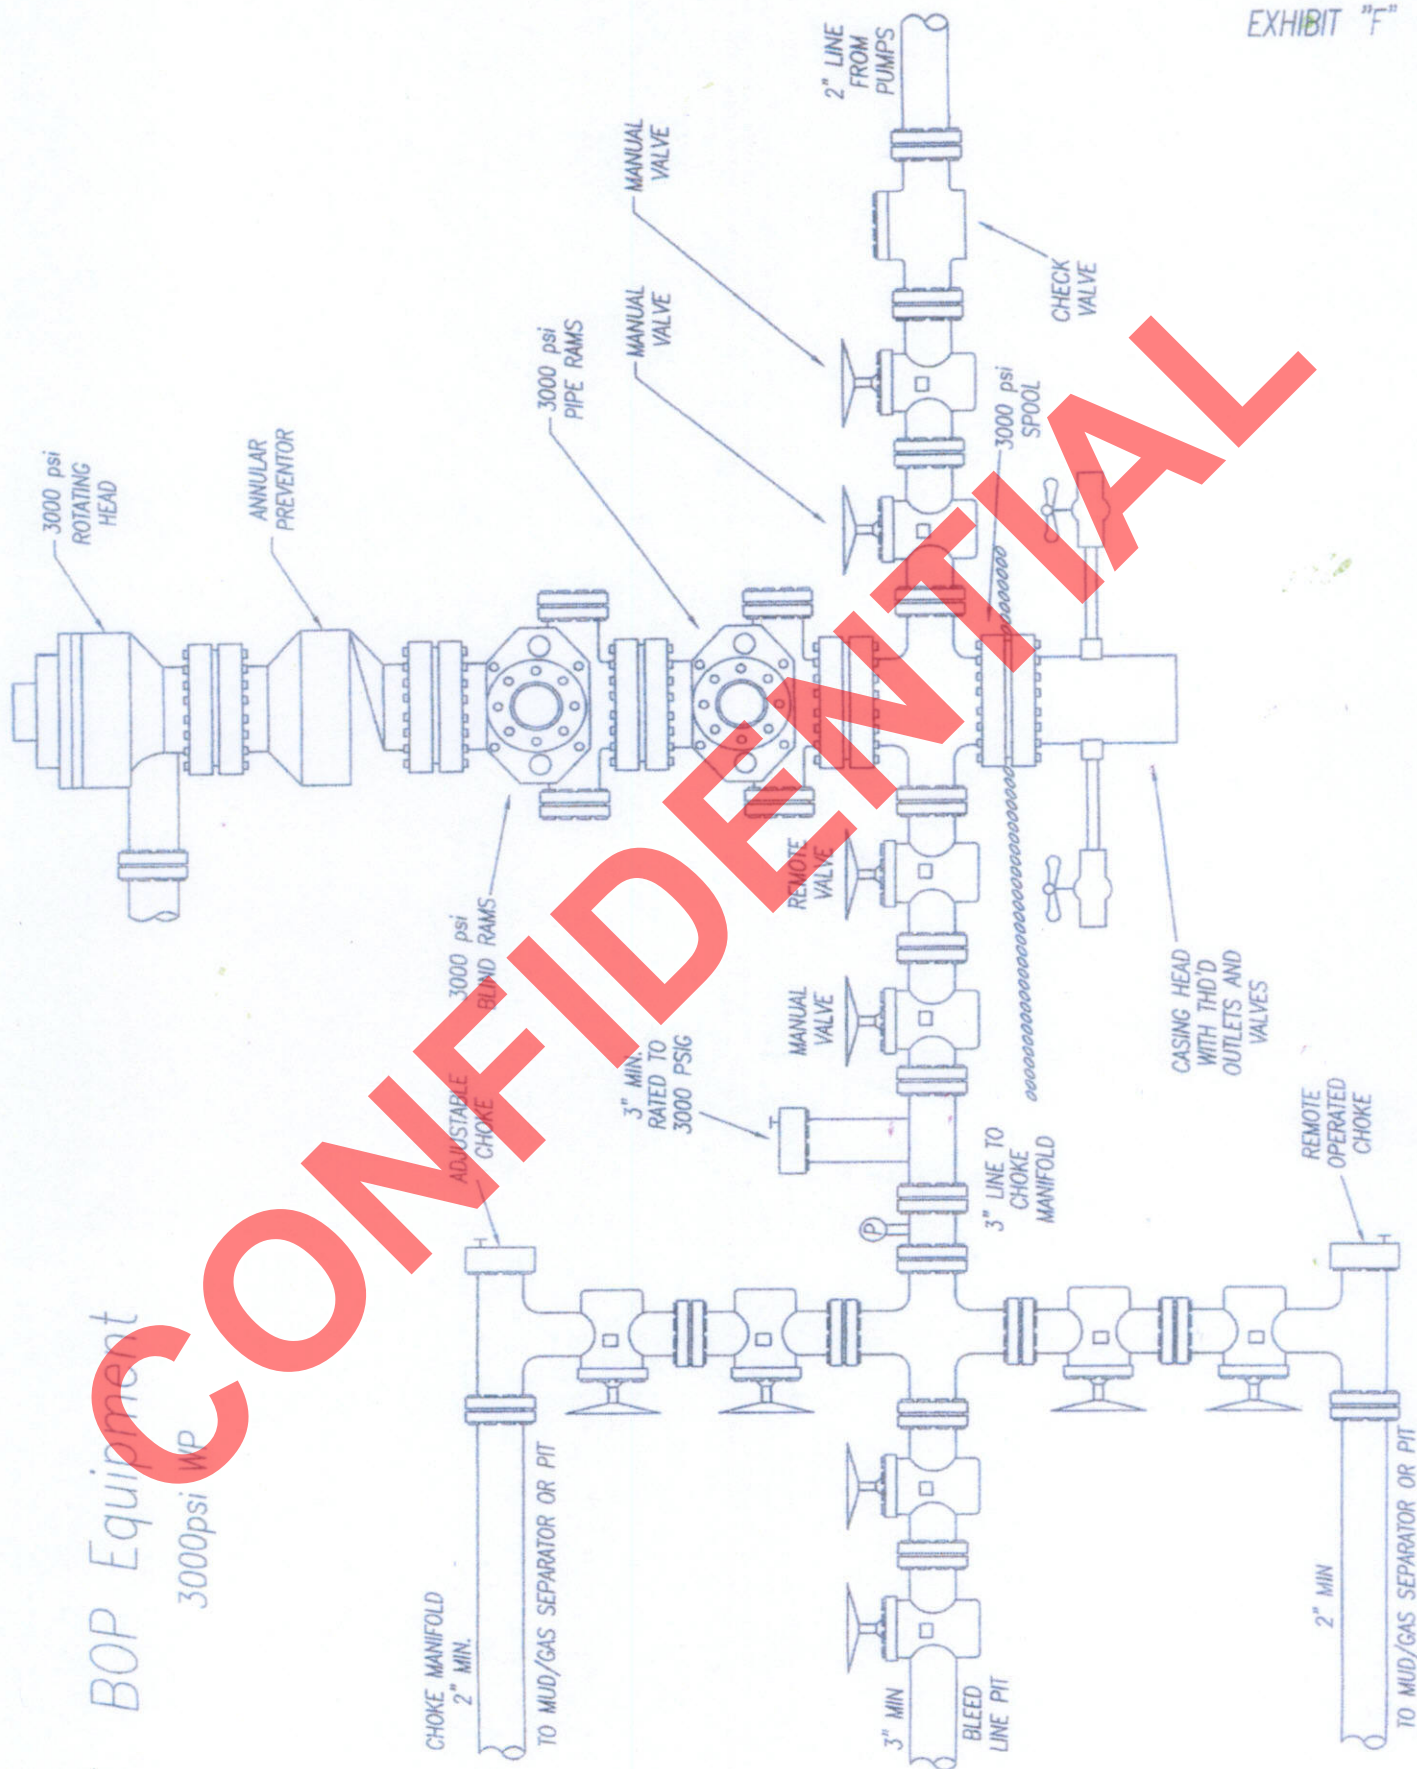 EXHIBIT "F"
BOP Equipment
3000psi WP
3000 psi
ROTATING
HEAD
ANNULAR
PREVENTOR
3000 psi
BLIND RAMS
3000 psi
PIPE RAMS
MANUAL
VALVE
MANUAL
VALVE
2" LINE
FROM
PUMPS
CHECK
VALVE
3000 psi
SPOOL
REMOTE
VALVE
MANUAL
VALVE
3" MIN.
RATED TO
3000 PSIG
ADJUSTABLE
CHOKE
P
3" LINE TO
CHOKE
MANIFOLD
CASING HEAD
WITH THD'D
OUTLETS AND
VALVES
REMOTE
OPERATED
CHOKE
CHOKE MANIFOLD
2" MIN.
TO MUD/GAS SEPARATOR OR PIT
3" MIN
BLEED
LINE PIT
2" MIN
TO MUD/GAS SEPARATOR OR PIT
CONFIDENTIAL